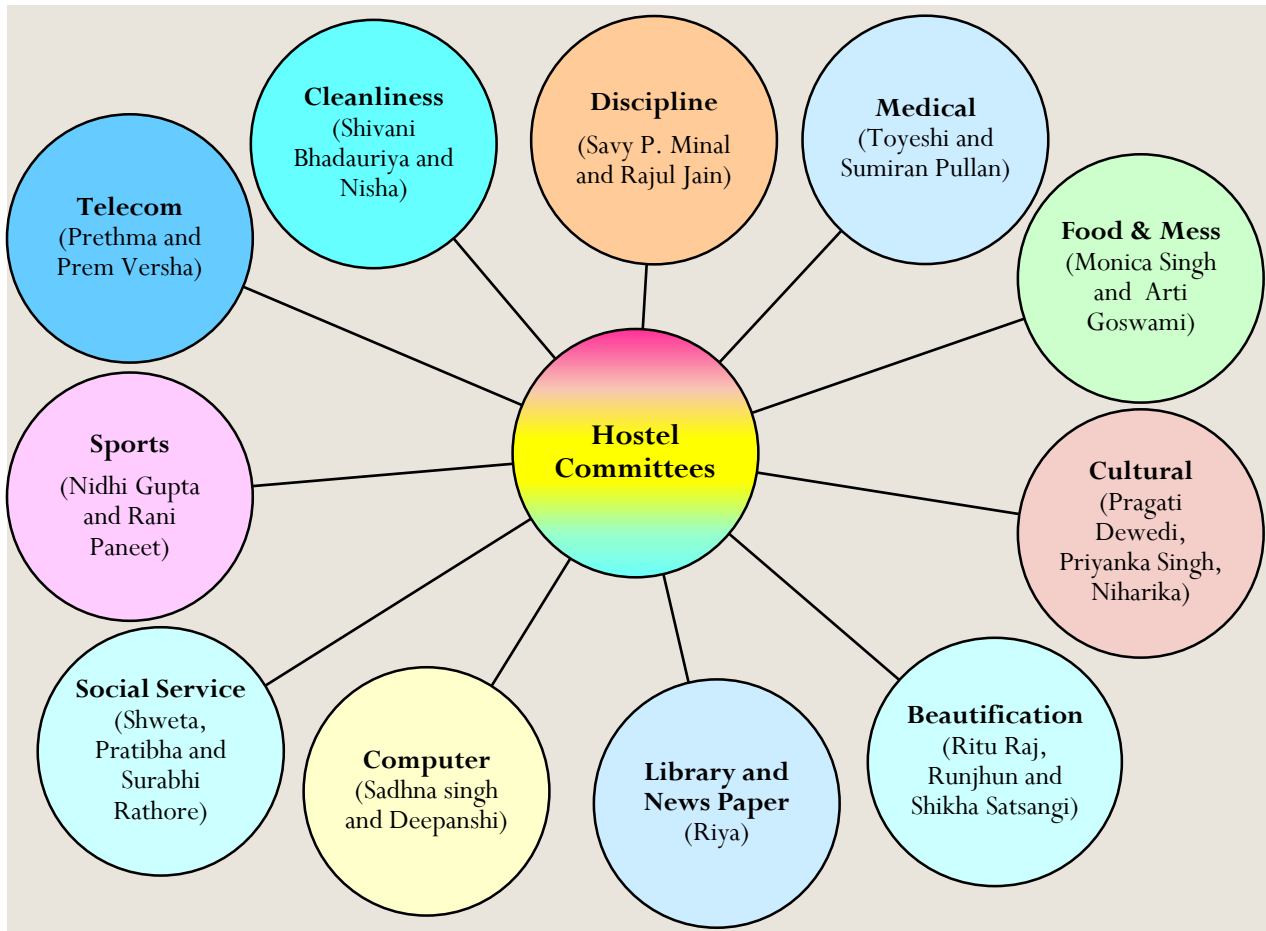 Cleanliness
(Shivani
Bhadauriya and
Nisha)
Discipline
(Savy P. Minal
and Rajul Jain)
Medical
(Toyeshi and
Sumiran Pullan)
Telecom
(Prethma and
Prem Versha)
Food & Mess
(Monica Singh
and Arti
Goswami)
Hostel
Committees
Sports
(Nidhi Gupta
and Rani
Paneet)
Cultural
(Pragati
Dewedi,
Priyanka Singh,
Niharika)
Social Service
(Shweta,
Pratibha and
Surabhi
Rathore)
Computer
(Sadhna singh
and Deepanshi)
Library and
News Paper
(Riya)
Beautification
(Ritu Raj,
Runjhun and
Shikha Satsangi)